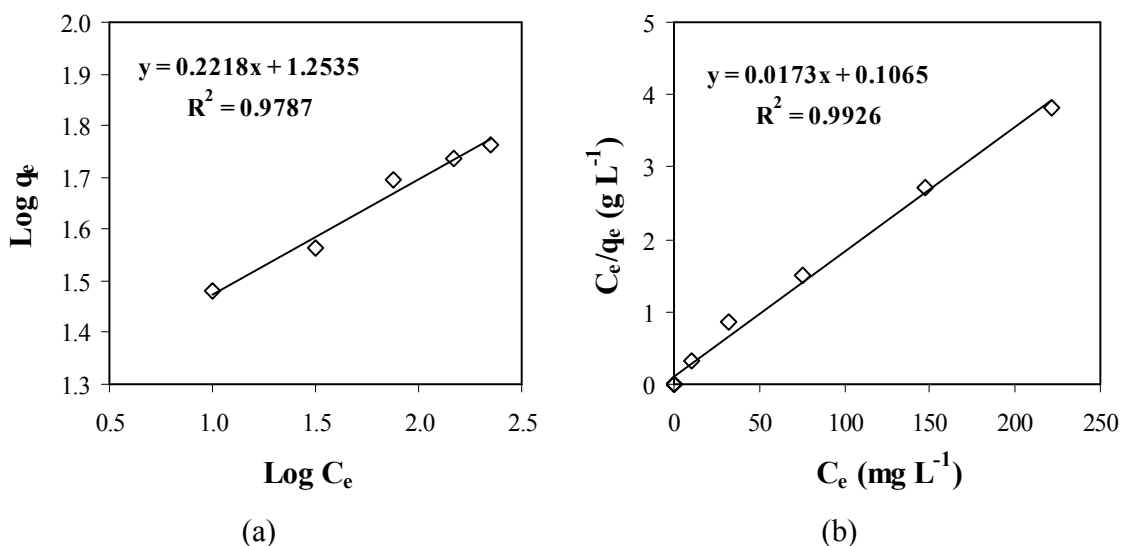 2.0
1.9
1.8
1.7
1.6
1.5
1.4
1.3
Log qₑ
y = 0.2218x + 1.2535
R² = 0.9787
0.5 1.0 1.5 2.0 2.5
Log Cₑ
(a)
5
4
3
2
1
0
Cₑ/qₑ (g L⁻¹)
y = 0.0173x + 0.1065
R² = 0.9926
0 50 100 150 200 250
Cₑ (mg L⁻¹)
(b)